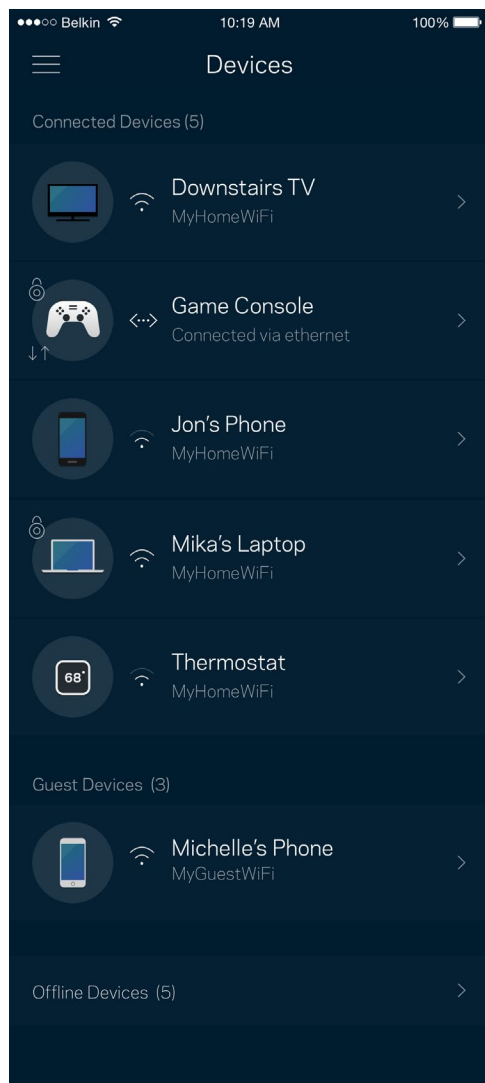 Belkin 10:19 AM 100%
Devices
Connected Devices (5)
Downstairs TV
MyHomeWiFi
Game Console
Connected via ethernet
Jon's Phone
MyHomeWiFi
Mika's Laptop
MyHomeWiFi
68°
Thermostat
MyHomeWiFi
Guest Devices (3)
Michelle's Phone
MyGuestWiFi
Offline Devices (5)